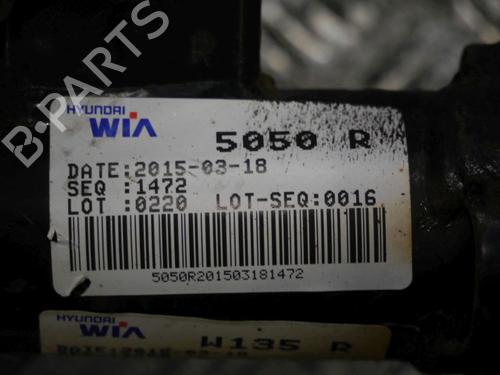 B-PARTS
HYUNDAI
WIA 5050 R
DATE:2015-03-18
SEQ :1472
LOT :0220 LOT-SEQ:0016
5050R201503181472
HYUNDAI
WIA W135 R